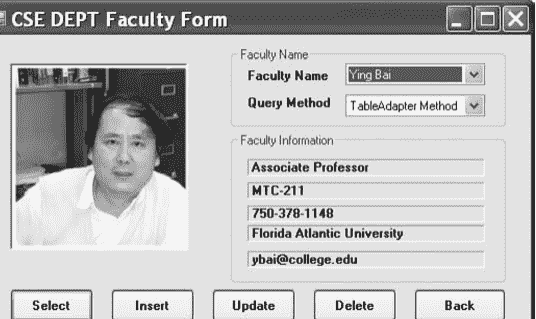 CSE DEPT Faculty Form
Faculty Name
Faculty Name Ying Bai
Query Method TableAdapter Method
Faculty Information
Associate Professor
MTC-211
750-378-1148
Florida Atlantic University
ybai@college.edu
Select Insert Update Delete Back